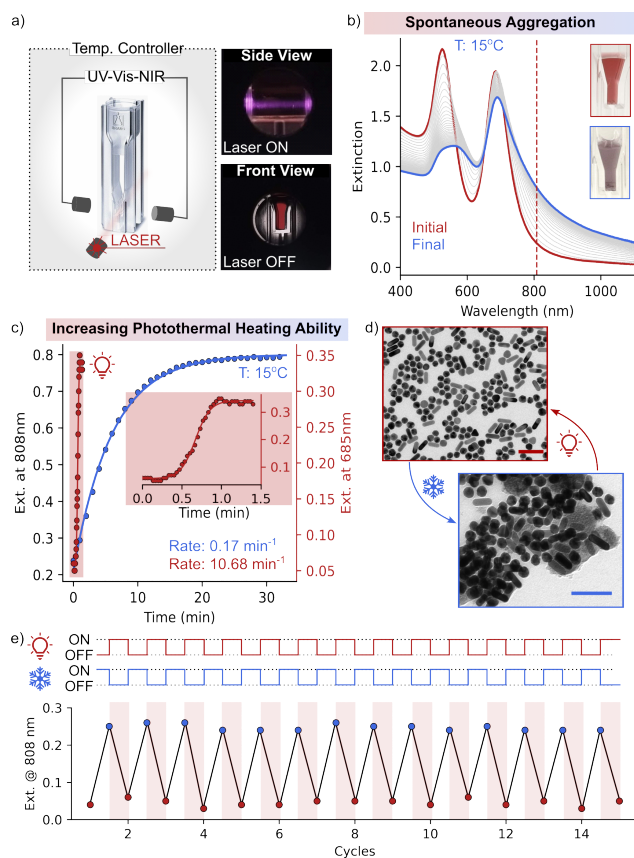 a)
Temp. Controller
UV-Vis-NIR
LASER
Side View
Laser ON
Front View
Laser OFF
b)
Spontaneous Aggregation
T: 15°C
2.0
1.5
1.0
0.5
0.0
Extinction
Initial
Final
400
600
800
1000
Wavelength (nm)
c)
Increasing Photothermal Heating Ability
0.8
0.7
0.6
0.5
0.4
0.3
0.2
Ext. at 808nm
T: 15°C
0.3
0.2
0.1
0.0
0.5
1.0
1.5
Time (min)
Rate: 0.17 min⁻¹
Rate: 10.68 min⁻¹
0.35
0.30
0.25
0.20
0.15
0.10
0.05
Ext. at 685nm
0
10
20
30
Time (min)
d)
e)
ON
OFF
ON
OFF
0.3
0.2
0.1
0.0
Ext. @ 808 nm
2
4
6
8
10
12
14
Cycles